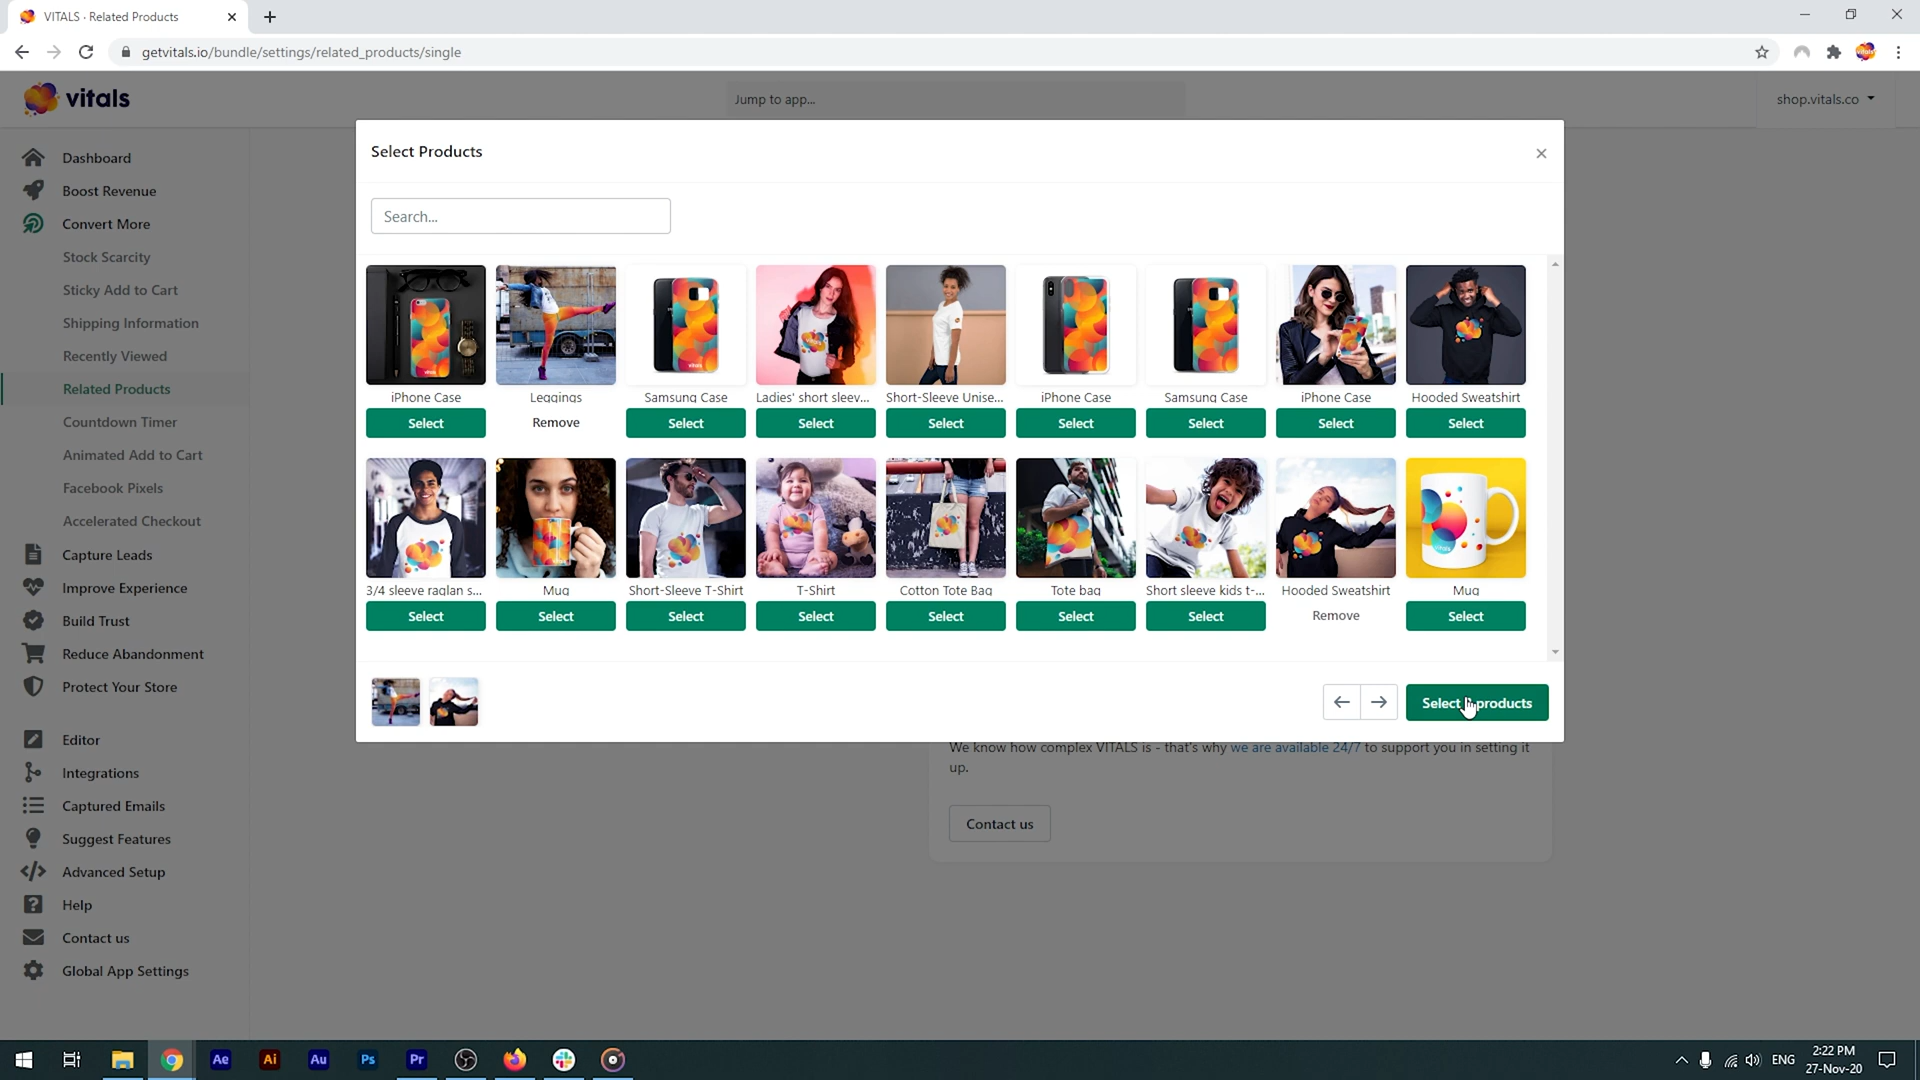 VITALS - Related Products
getvitals.io/bundle/settings/related_products/single
vitals
Jump to app...
shop.vitals.co
Dashboard
Boost Revenue
Convert More
Stock Scarcity
Sticky Add to Cart
Shipping Information
Recently Viewed
Related Products
Countdown Timer
Animated Add to Cart
Facebook Pixels
Accelerated Checkout
Capture Leads
Improve Experience
Build Trust
Reduce Abandonment
Protect Your Store
Editor
Integrations
Captured Emails
Suggest Features
Advanced Setup
Help
Contact us
Global App Settings
Select Products
Search...
iPhone Case Leggings Samsung Case Ladies' short sleev... Short-Sleeve Unise... iPhone Case Samsung Case iPhone Case Hooded Sweatshirt
Select Remove Select Select Select Select Select Select Select
3/4 sleeve raglan s... Mug Short-Sleeve T-Shirt T-Shirt Cotton Tote Bag Tote bag Short sleeve kids t-... Hooded Sweatshirt Mug
Select Select Select Select Select Select Select Remove Select
Select products
We know how complex VITALS is - that's why we are available 24/7 to support you in setting it
up.
Contact us
Ae Ai Au Ps Pr
ENG
2:22 PM
27-Nov-20